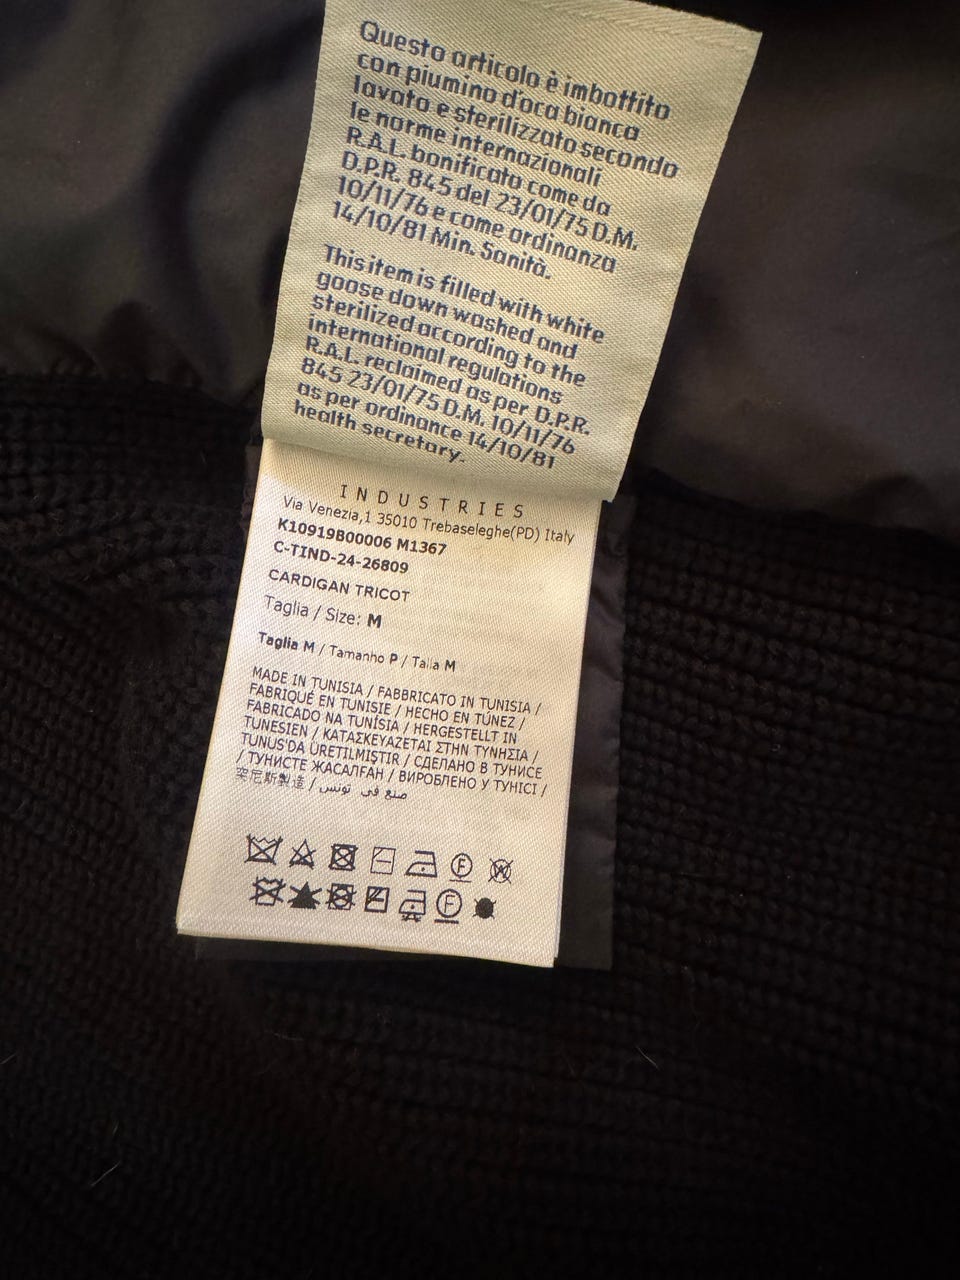 Questo articolo è imbottito
con piumino d'oca bianca
lavato e sterilizzato secondo
le norme internazionali
R.A.L. bonificato come da
D.P.R. 845 del 23/01/75 D.M.
10/11/76 e come ordinanza
14/10/81 Min. Sanità.
This item is filled with white
goose down washed and
sterilized according to the
international regulations
R.A.L. reclaimed as per D.P.R.
845 23/01/75 D.M. 10/11/76
as per ordinance 14/10/81
health secretary.
INDUSTRIES
Via Venezia,1 35010 Trebaseleghe(PD) Italy
K10919B00006 M1367
C-TIND-24-26809
CARDIGAN TRICOT
Taglia / Size: M
Taglia M / Tamanho P / Talla M
MADE IN TUNISIA / FABBRICATO IN TUNISIA /
FABRIQUÉ EN TUNISIE / HECHO EN TÚNEZ /
FABRICADO NA TUNÍSIA / HERGESTELLT IN
TUNESIEN / ΚΑΤΑΣΚΕΥΑΖΕΤΑΙ ΣΤΗΝ ΤΥΝΗΣΙΑ /
TUNUS'DA ÜRETILMIŞTIR / СДЕЛАНО В ТУНИСЕ
/ ТУНИСТЕ ЖАСАЛҒАН / ВИРОБЛЕНО У ТУНІСІ /
突尼斯製造 / صنع في تونس
F W
F